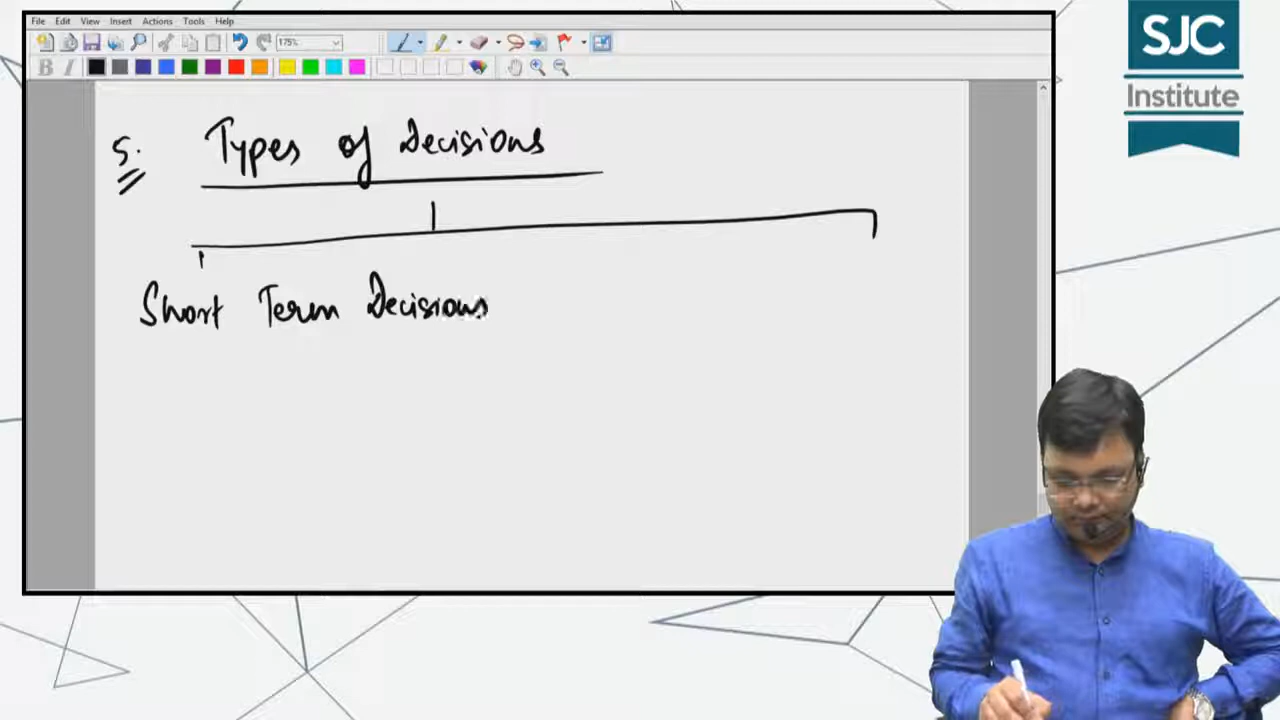 File Edit View Insert Actions Tools Help
175%
B I
5. Types of Decisions
Short Term Decisions
SJC
Institute